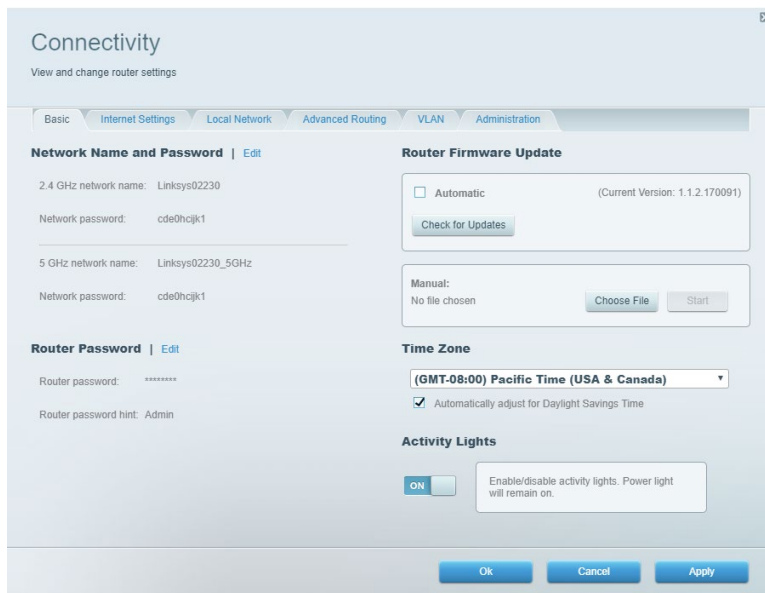 Connectivity
View and change router settings
Basic
Internet Settings
Local Network
Advanced Routing
VLAN
Administration
Network Name and Password | Edit
2.4 GHz network name: Linksys02230
Network password: cde0hcijk1
5 GHz network name: Linksys02230_5GHz
Network password: cde0hcijk1
Router Password | Edit
Router password: ********
Router password hint: Admin
Router Firmware Update
Automatic
(Current Version: 1.1.2.170091)
Check for Updates
Manual:
No file chosen
Choose File
Start
Time Zone
(GMT-08:00) Pacific Time (USA & Canada)
Automatically adjust for Daylight Savings Time
Activity Lights
ON
Enable/disable activity lights. Power light
will remain on.
Ok
Cancel
Apply